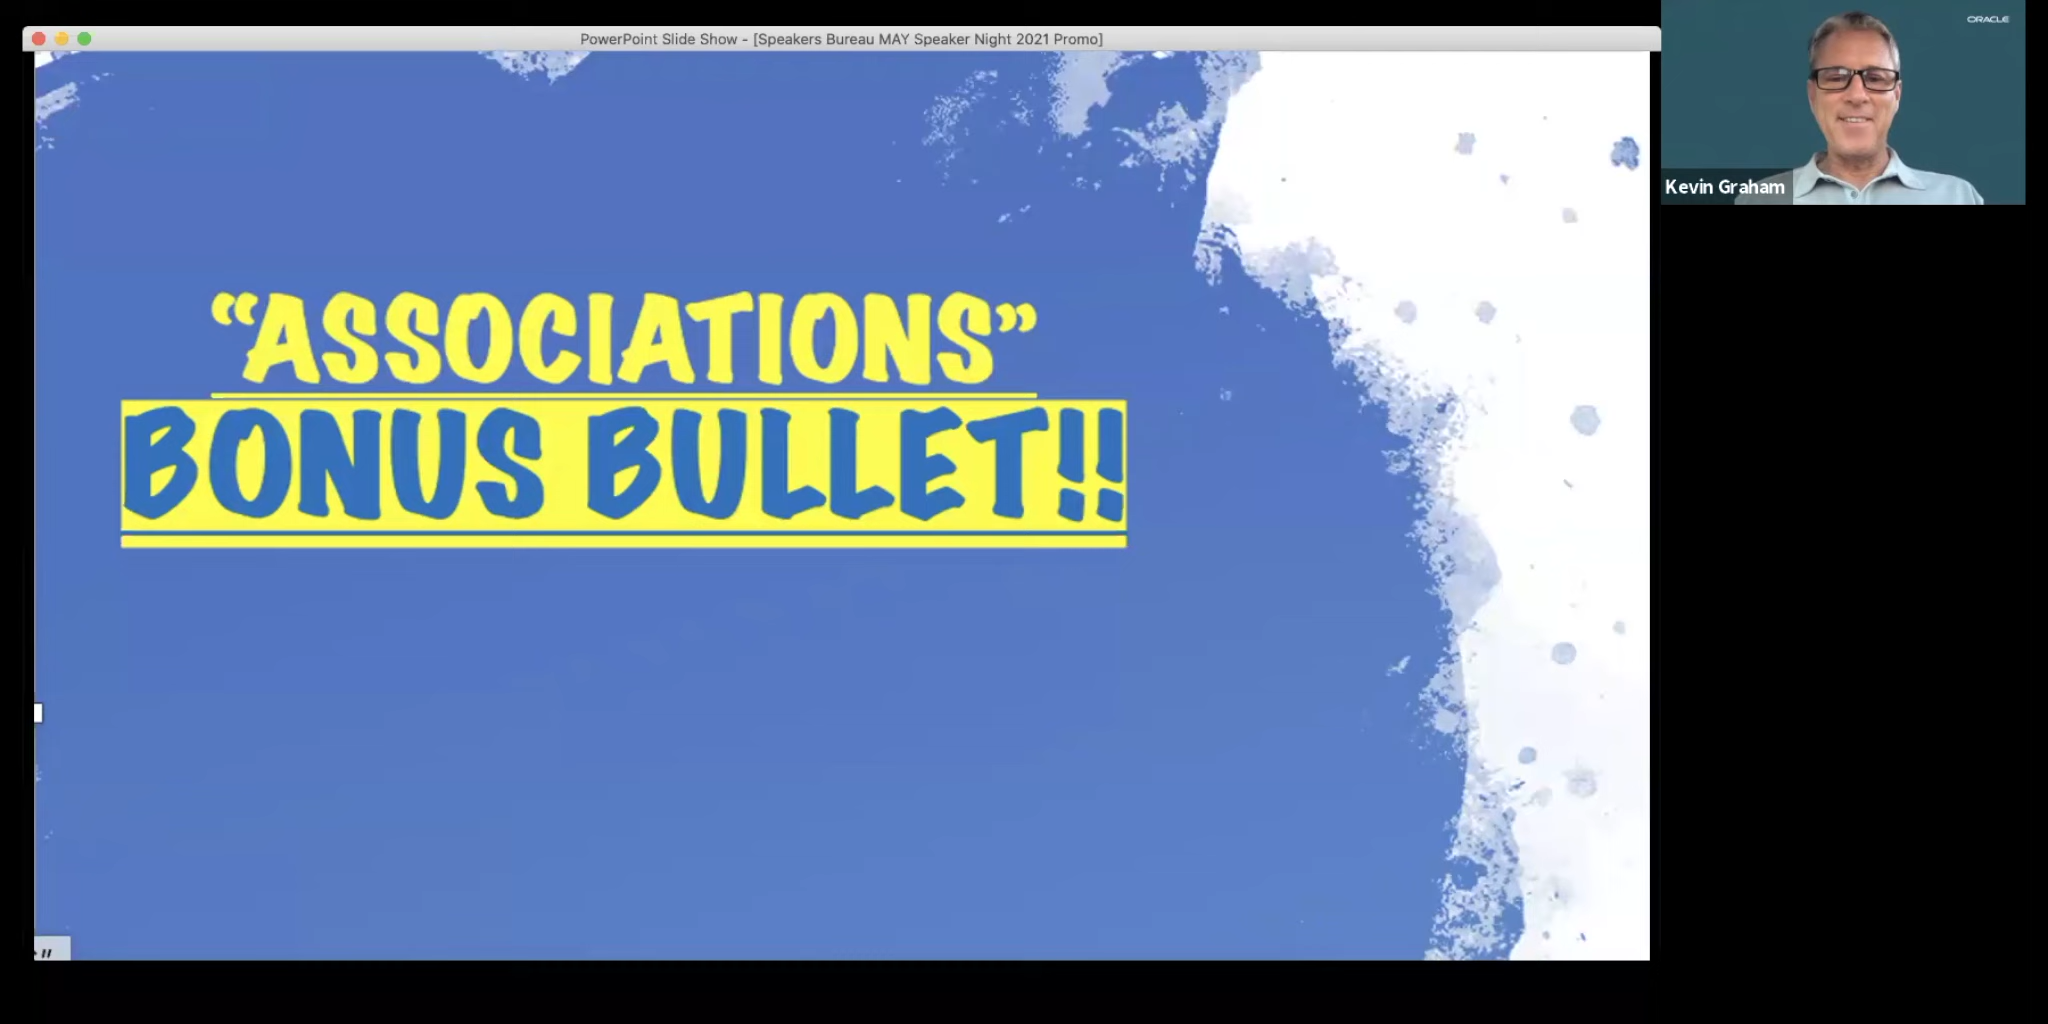 PowerPoint Slide Show - [Speakers Bureau MAY Speaker Night 2021 Promo]
ORACLE
Kevin Graham
“ASSOCIATIONS”
BONUS BULLET!!